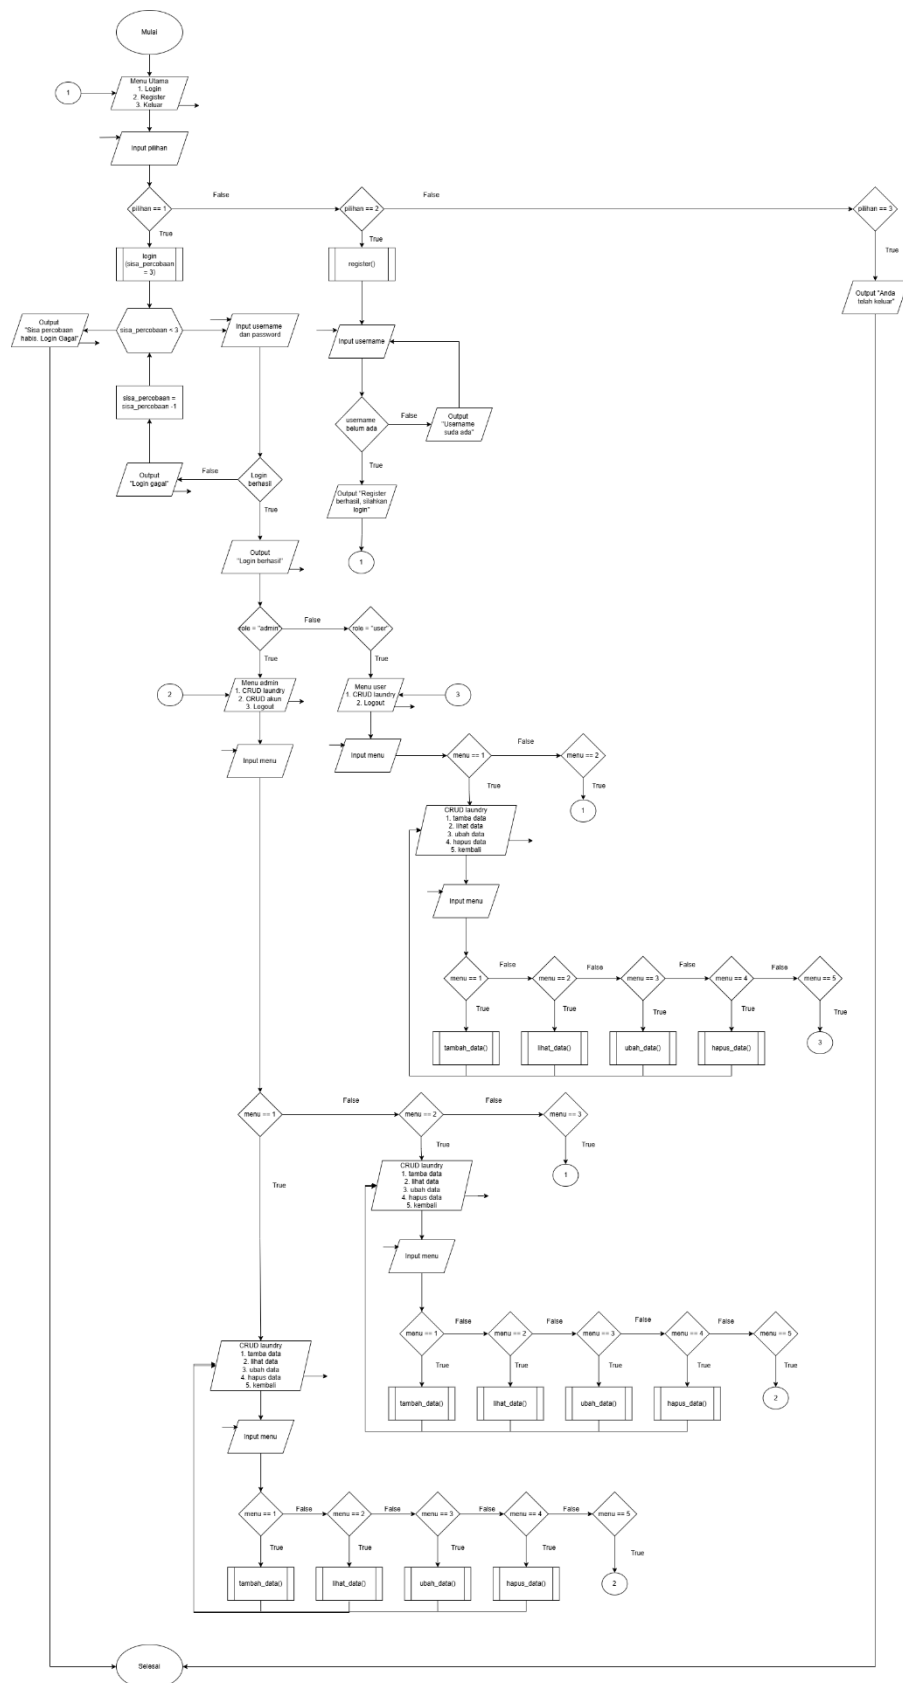 Mulai
1
Menu Utama
1. Login
2. Register
3. Keluar
Input pilihan
False
False
pilihan == 1
pilihan == 2
pilihan == 3
True
True
True
login
(sisa_percobaan
= 3)
register()
Output "Anda
telah keluar"
Output
"Sisa percobaan
habis. Login Gagal"
sisa_percobaan < 3
Input username
dan password
Input username
sisa_percobaan =
sisa_percobaan -1
username
belum ada
False
Output
"Username
suda ada"
True
Output
"Login gagal"
False
Login
berhasil
True
Output "Register
berhasil, silahkan
login"
Output
"Login berhasil"
1
role = "admin"
False
role = "user"
True
True
2
Menu admin
1. CRUD laundry
2. CRUD akun
3. Logout
Menu user
1. CRUD laundry
2. Logout
3
Input menu
Input menu
menu == 1
False
menu == 2
True
True
CRUD laundry
1. tamba data
2. lihat data
3. ubah data
4. hapus data
5. kembali
1
Input menu
False
False
False
False
menu == 1
menu == 2
menu == 3
menu == 4
menu == 5
True
True
True
True
True
tambah_data()
lihat_data()
ubah_data()
hapus_data()
3
False
False
menu == 1
menu == 2
menu == 3
True
True
True
CRUD laundry
1. tamba data
2. lihat data
3. ubah data
4. hapus data
5. kembali
1
Input menu
False
False
False
False
menu == 1
menu == 2
menu == 3
menu == 4
menu == 5
True
True
True
True
True
tambah_data()
lihat_data()
ubah_data()
hapus_data()
2
CRUD laundry
1. tamba data
2. lihat data
3. ubah data
4. hapus data
5. kembali
Input menu
False
False
False
False
menu == 1
menu == 2
menu == 3
menu == 4
menu == 5
True
True
True
True
True
tambah_data()
lihat_data()
ubah_data()
hapus_data()
2
Selesai